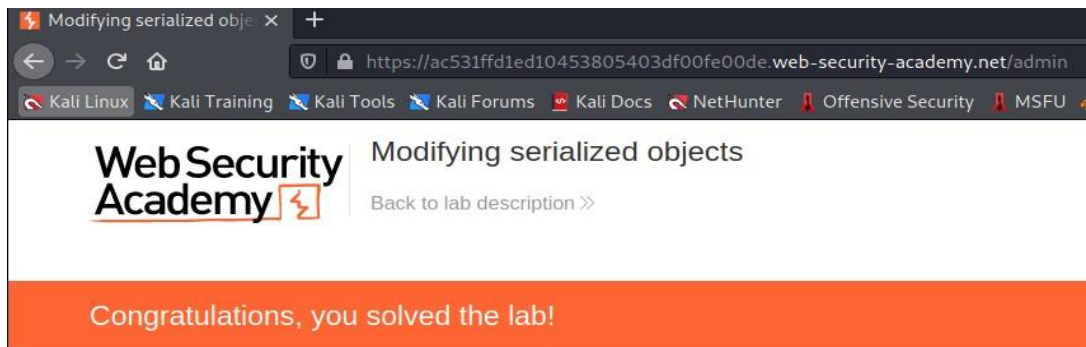 Modifying serialized obje
https://ac531ffd1ed10453805403df00fe00de.web-security-academy.net/admin
Kali Linux Kali Training Kali Tools Kali Forums Kali Docs NetHunter Offensive Security MSFU
Web Security
Academy
Modifying serialized objects
Back to lab description
Congratulations, you solved the lab!